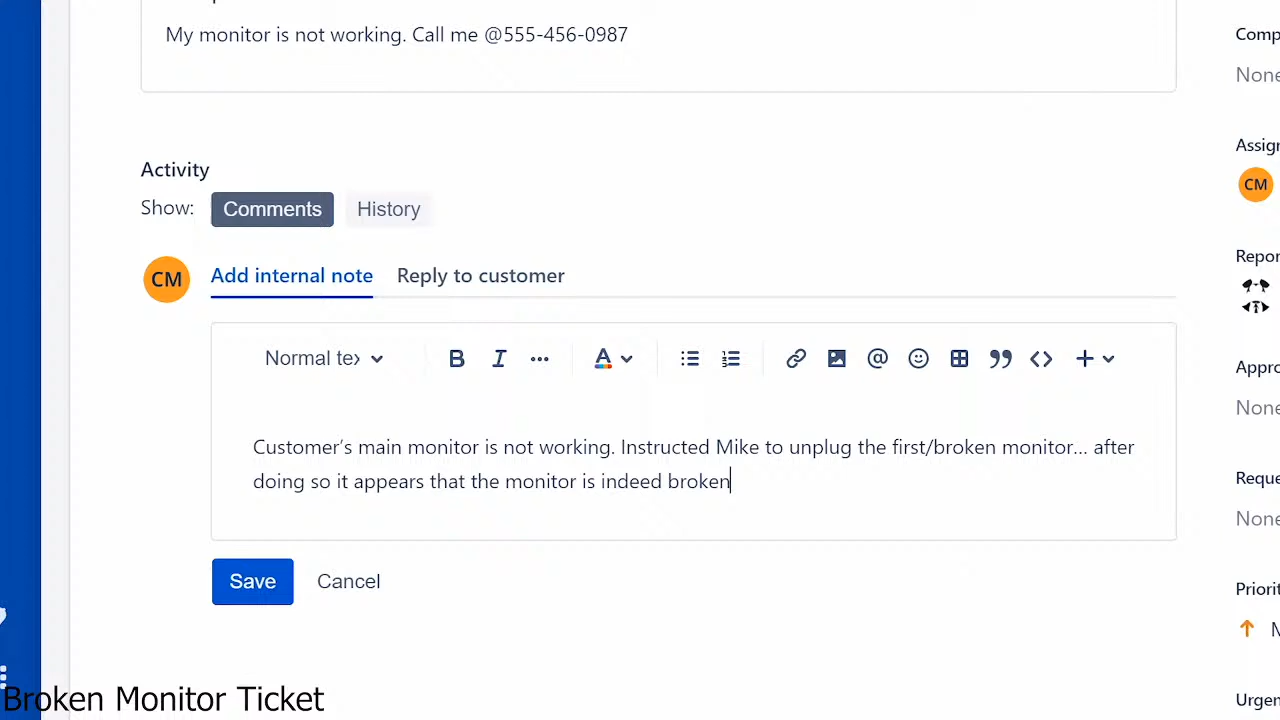 My monitor is not working. Call me @555-456-0987
Comp
None
Activity
Assign
Show: Comments History
CM
CM Add internal note Reply to customer
Repor
Normal tex B I ... A @ + 
Appro
None
Customer’s main monitor is not working. Instructed Mike to unplug the first/broken monitor… after
doing so it appears that the monitor is indeed broken
Reque
None
Save Cancel
Priorit
M
Broken Monitor Ticket
Urgen